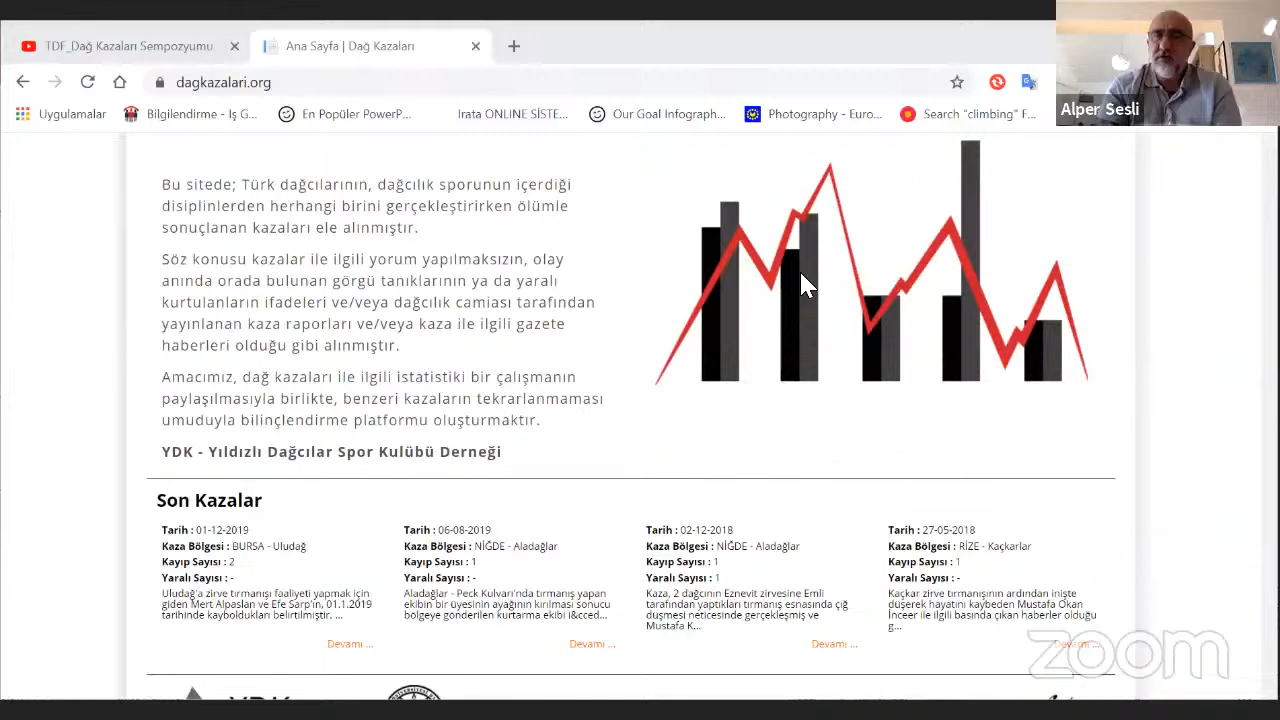 TDF_Dağ Kazaları Sempozyumu
Ana Sayfa | Dağ Kazaları
dagkazalari.org
Uygulamalar
Bilgilendirme - Iş G...
En Popüler PowerP...
Irata ONLINE SİSTE...
Our Goal Infograph...
Photography - Euro...
Search "climbing" F...
Alper Sesli
Bu sitede; Türk dağcılarının, dağcılık sporunun içerdiği
disiplinlerden herhangi birini gerçekleştirirken ölümle
sonuçlanan kazaları ele alınmıştır.
Söz konusu kazalar ile ilgili yorum yapılmaksızın, olay
anında orada bulunan görgü tanıklarının ya da yaralı
kurtulanların ifadeleri ve/veya dağcılık camiası tarafından
yayınlanan kaza raporları ve/veya kaza ile ilgili gazete
haberleri olduğu gibi alınmıştır.
Amacımız, dağ kazaları ile ilgili istatistiki bir çalışmanın
paylaşılmasıyla birlikte, benzeri kazaların tekrarlanmaması
umuduyla bilinçlendirme platformu oluşturmaktır.
YDK - Yıldızlı Dağcılar Spor Kulübü Derneği
Son Kazalar
Tarih : 01-12-2019
Kaza Bölgesi : BURSA - Uludağ
Kayıp Sayısı : 2
Yaralı Sayısı : -
Uludağ'a zirve tırmanışı faaliyeti yapmak için
giden Mert Alpaslan ve Efe Sarp'ın, 01.1.2019
tarihinde kayboldukları belirtilmiştir. ...
Devamı ...
Tarih : 06-08-2019
Kaza Bölgesi : NİĞDE - Aladağlar
Kayıp Sayısı : 1
Yaralı Sayısı : -
Aladağlar - Peck Kulvarı'nda tırmanış yapan
ekibin bir üyesinin ayağının kırılması sonucu
bölgeye gönderilen kurtarma ekibi i&cced...
Devamı ...
Tarih : 02-12-2018
Kaza Bölgesi : NİĞDE - Aladağlar
Kayıp Sayısı : 1
Yaralı Sayısı : 1
Kaza, 2 dağcının Eznevit zirvesine Emli
tarafından yaptıkları tırmanış esnasında çığ
düşmesi neticesinde gerçekleşmiş ve
Mustafa K...
Devamı ...
Tarih : 27-05-2018
Kaza Bölgesi : RİZE - Kaçkarlar
Kayıp Sayısı : 1
Yaralı Sayısı : -
Kaçkar zirve tırmanışının ardından inişte
düşerek hayatını kaybeden Mustafa Okan
İnceer ile ilgili basında çıkan haberler olduğu
g...
Devamı ...
zoom
YDK